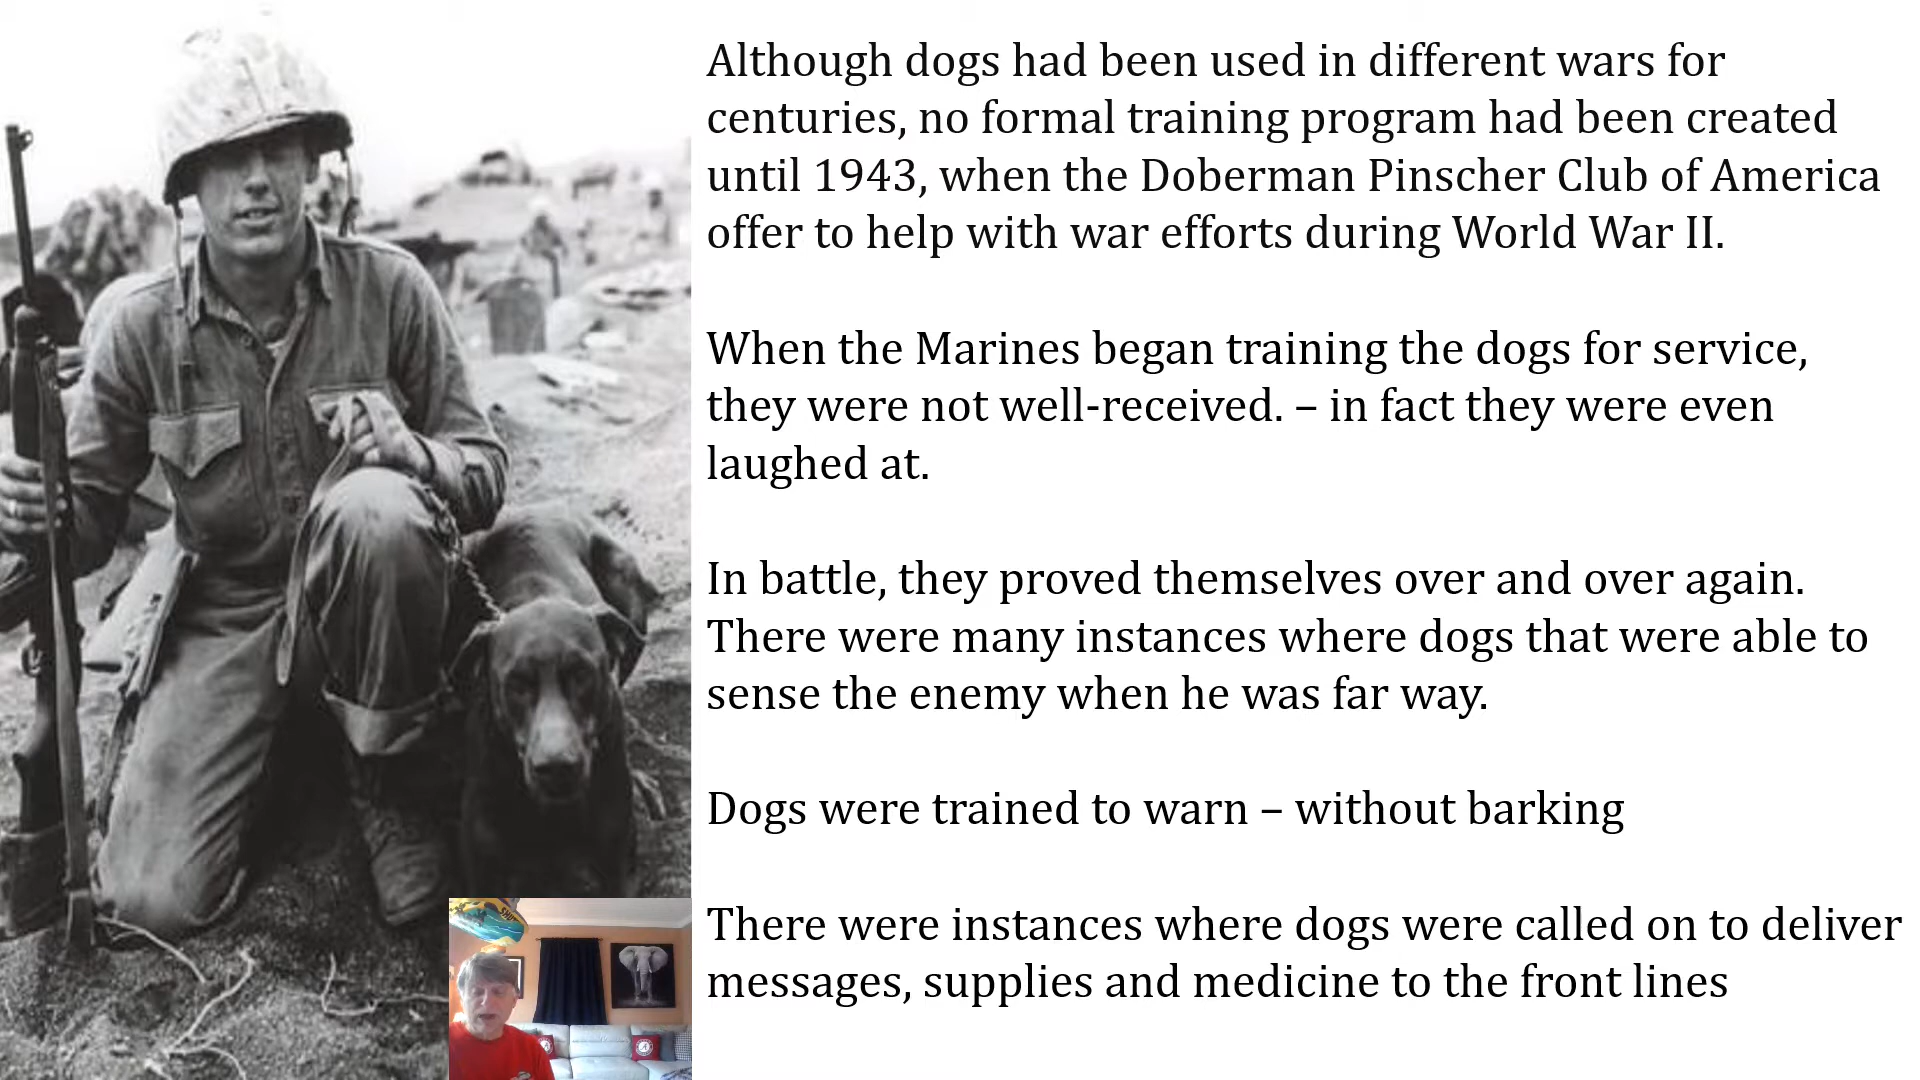 Although dogs had been used in different wars for
centuries, no formal training program had been created
until 1943, when the Doberman Pinscher Club of America
offer to help with war efforts during World War II.
When the Marines began training the dogs for service,
they were not well-received. – in fact they were even
laughed at.
In battle, they proved themselves over and over again.
There were many instances where dogs that were able to
sense the enemy when he was far way.
Dogs were trained to warn – without barking
There were instances where dogs were called on to deliver
messages, supplies and medicine to the front lines